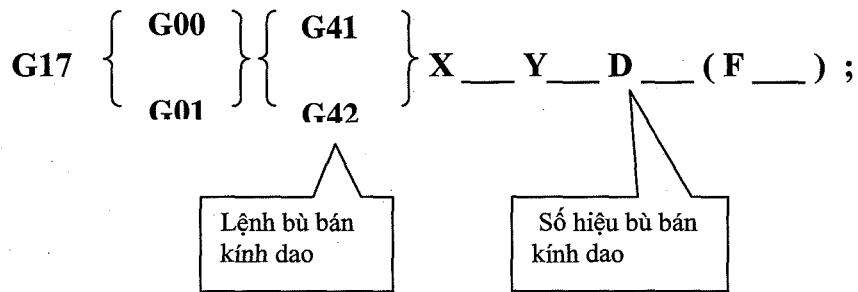 G00 G41
G17 { } { } X ___ Y ___ D ___ ( F ___ ) ;
G01 G42
Lệnh bù bán
kính dao
Số hiệu bù bán
kính dao